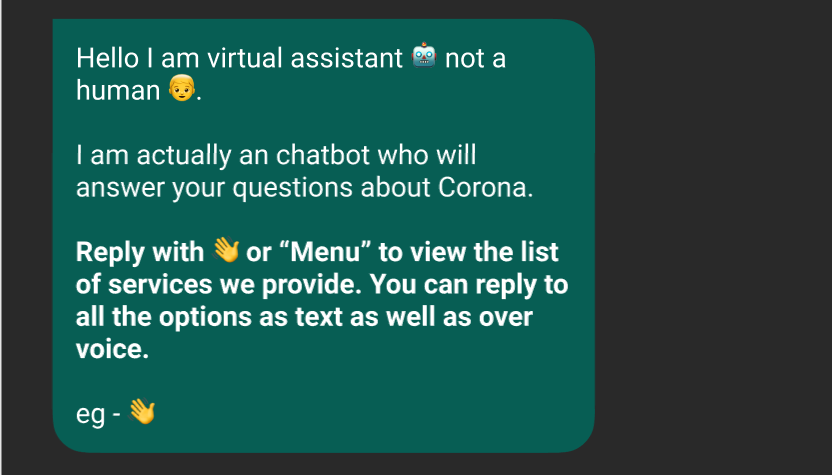 Hello I am virtual assistant 🤖 not a
human 👨.
I am actually an chatbot who will
answer your questions about Corona.
Reply with 👋 or “Menu” to view the list
of services we provide. You can reply to
all the options as text as well as over
voice.
eg - 👋